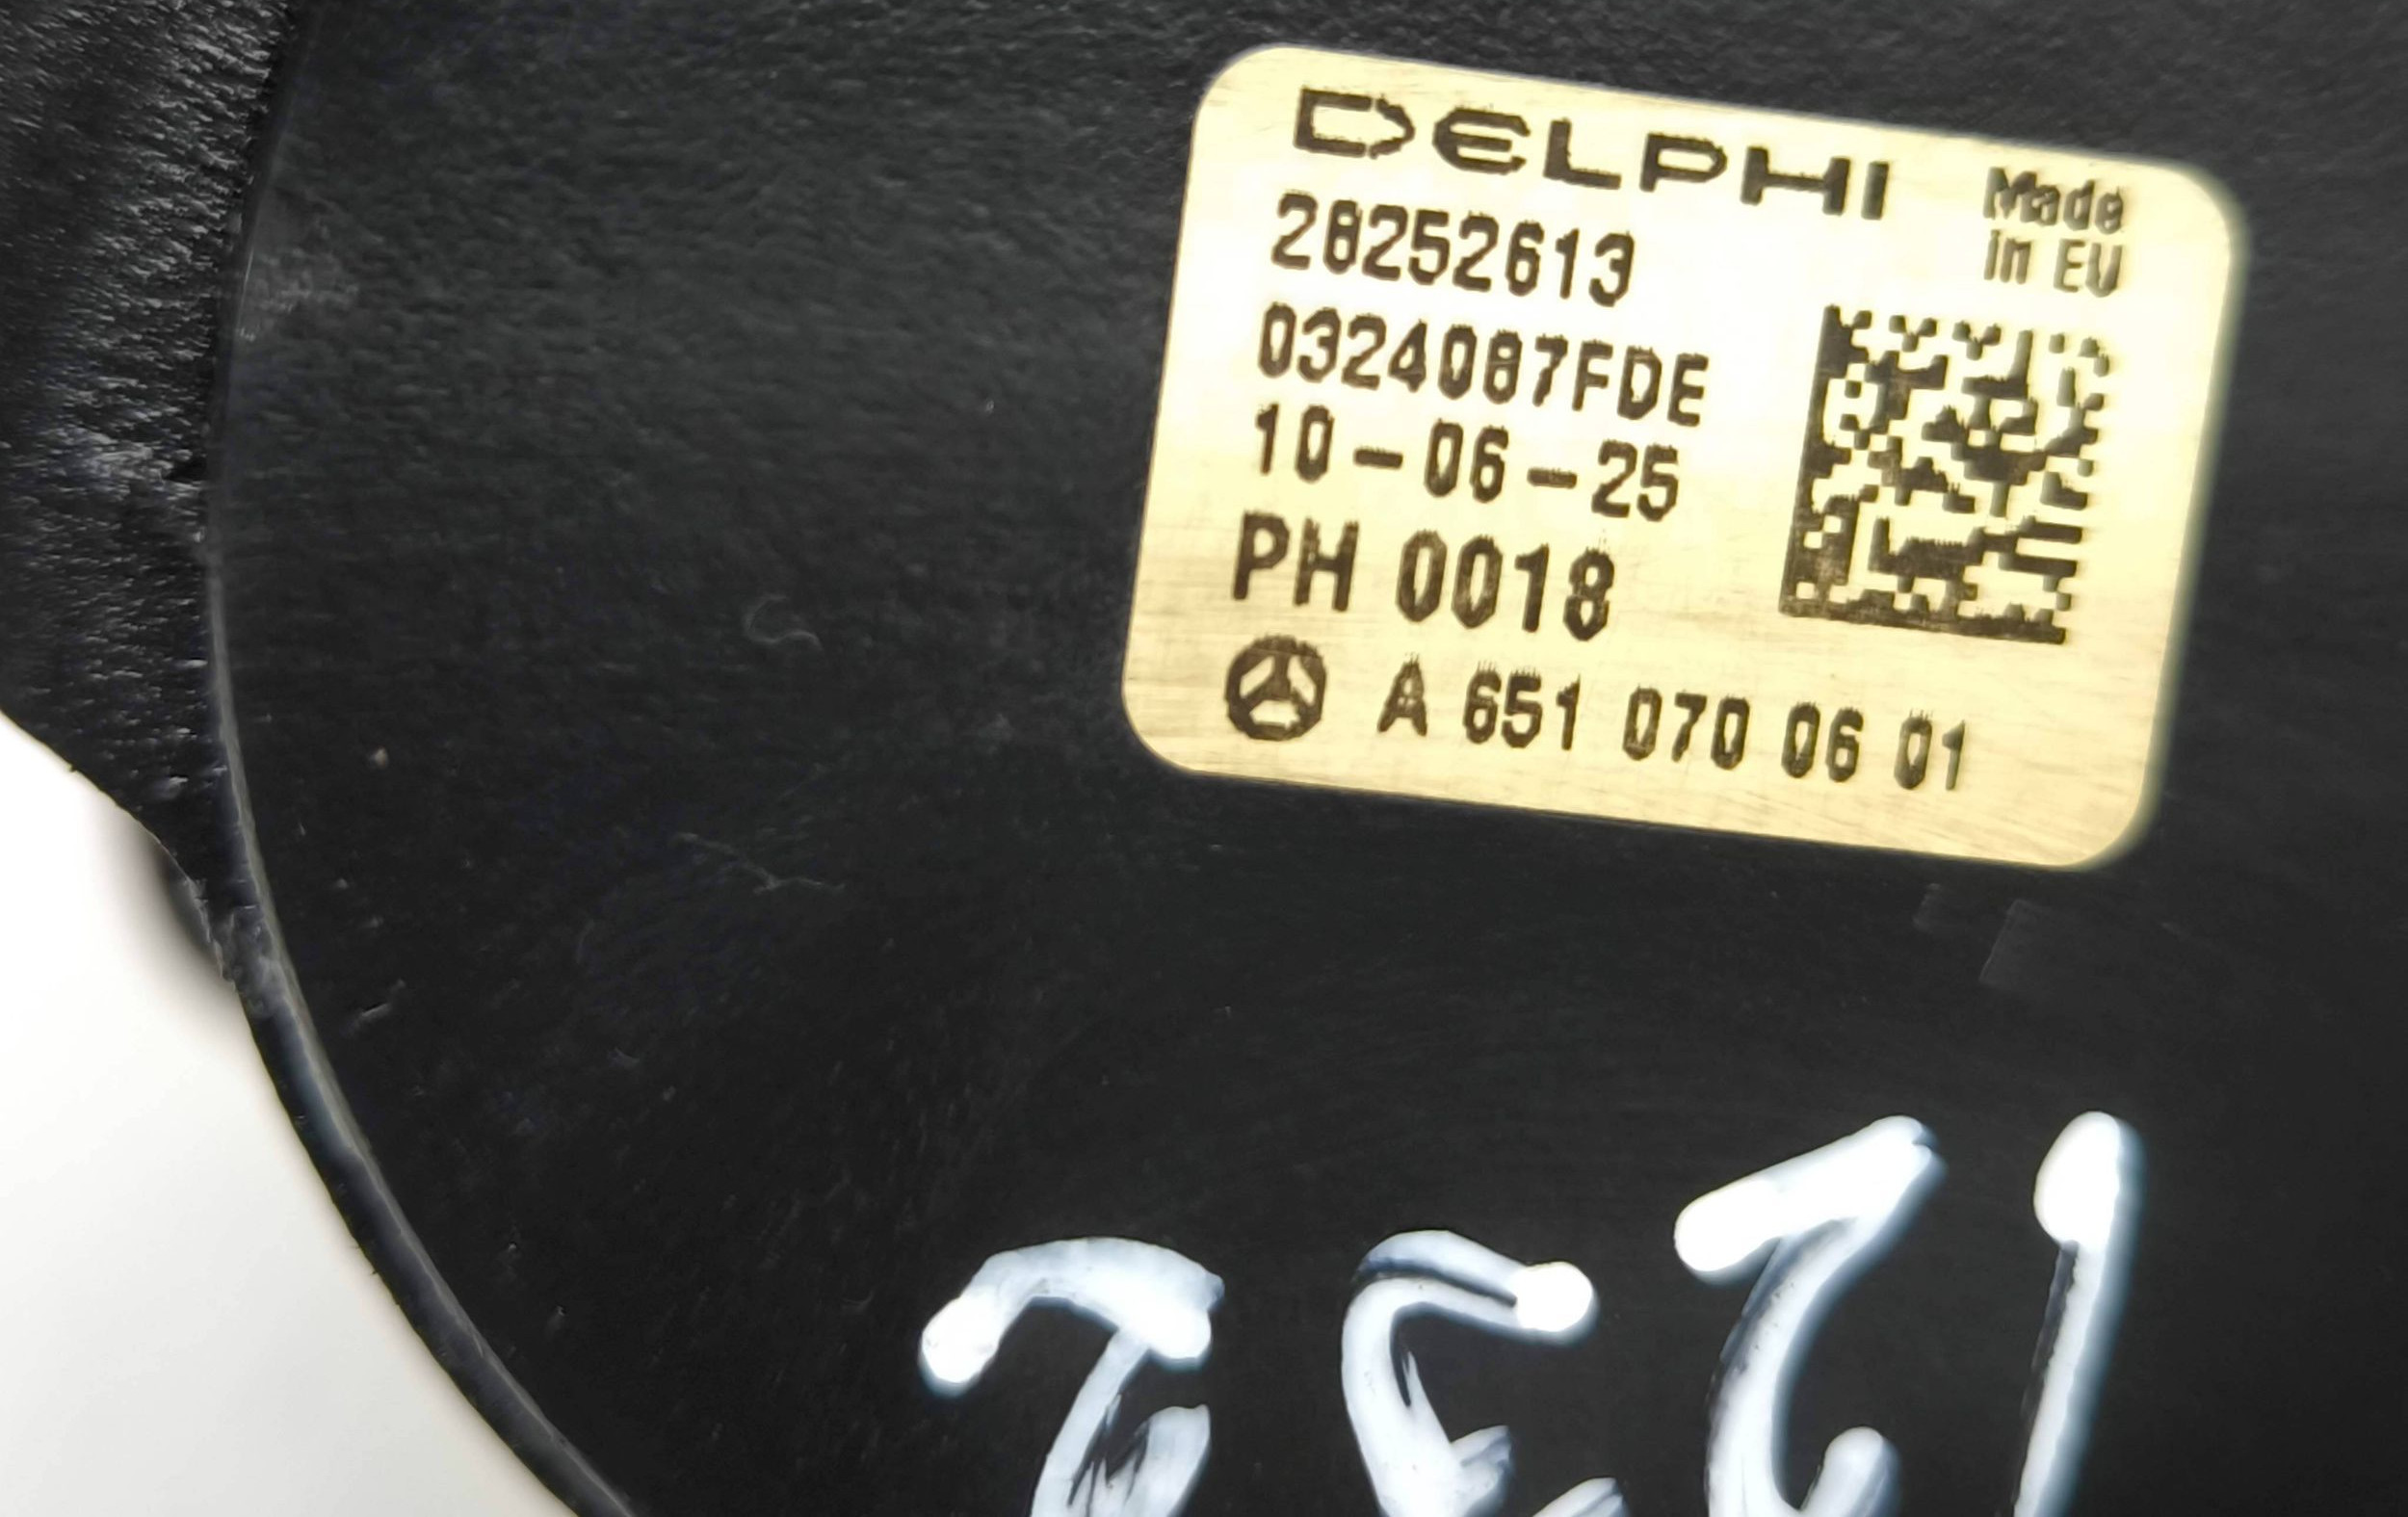 DELPHI
Made
in EU
28252613
0324087FDE
10-06-25
PH 0018
A 651 070 06 01